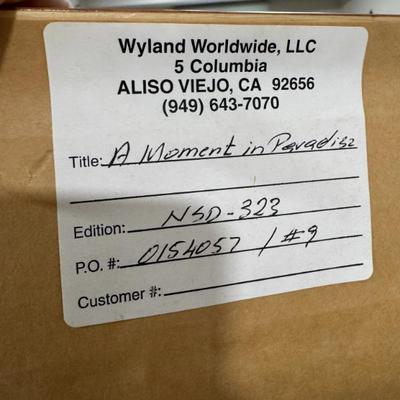 Wyland Worldwide, LLC
5 Columbia
ALISO VIEJO, CA 92656
(949) 643-7070
Title: A Moment in Paradise
Edition: NSD-323
P.O. #: 0154057 / #9
Customer #: